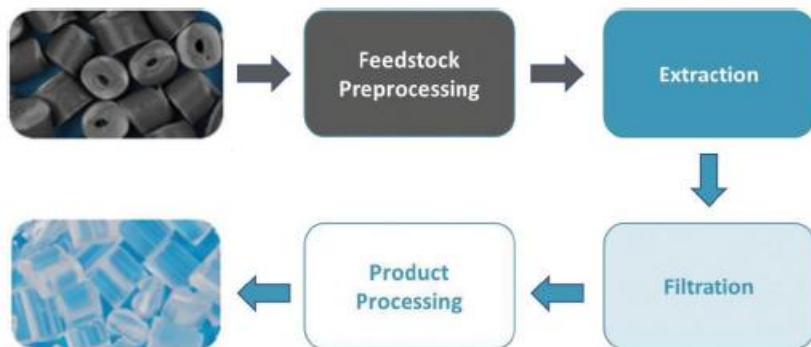 Feedstock
Preprocessing
Extraction
Filtration
Product
Processing